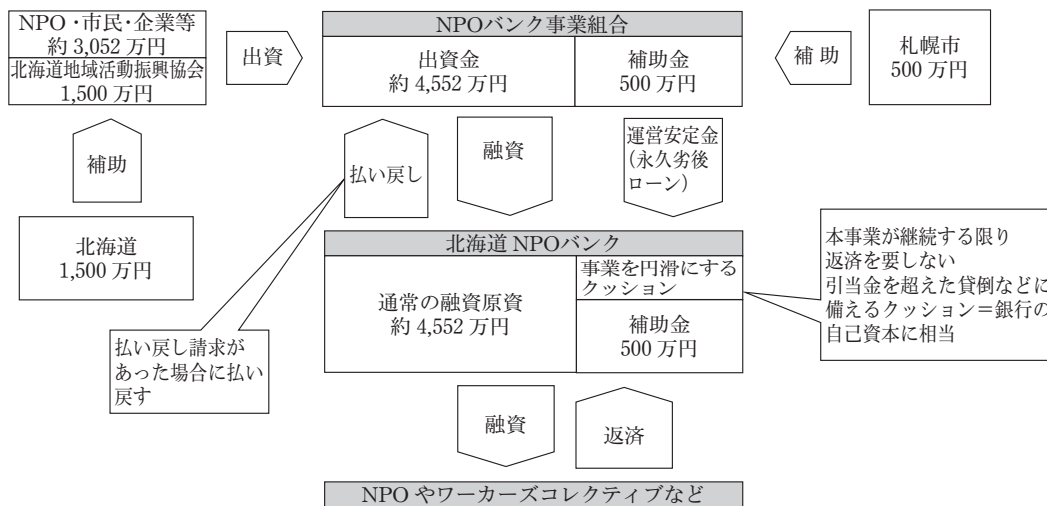 NPO・市民・企業等
約 3,052 万円
北海道地域活動振興協会
1,500 万円
出資
NPOバンク事業組合
出資金
約 4,552 万円
補助金
500 万円
補 助
札幌市
500 万円
補助
払い戻し
融資
運営安定金
(永久劣後
ローン)
北海道
1,500 万円
北海道 NPOバンク
通常の融資原資
約 4,552 万円
事業を円滑にする
クッション
補助金
500 万円
本事業が継続する限り
返済を要しない
引当金を超えた貸倒などに
備えるクッション＝銀行の
自己資本に相当
払い戻し請求が
あった場合に払い
戻す
融資
返済
NPO やワーカーズコレクティブなど